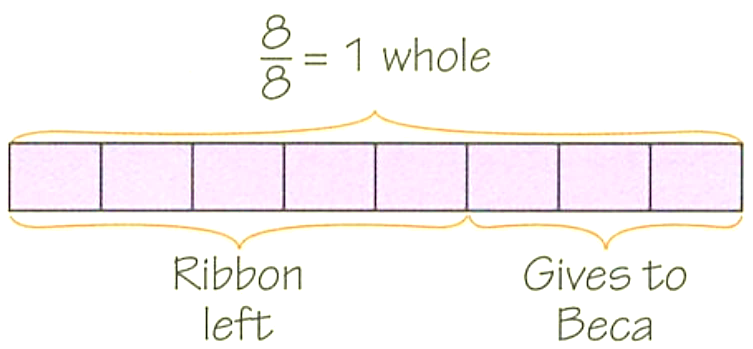 8/8 = 1 whole
Ribbon left
Gives to Beca